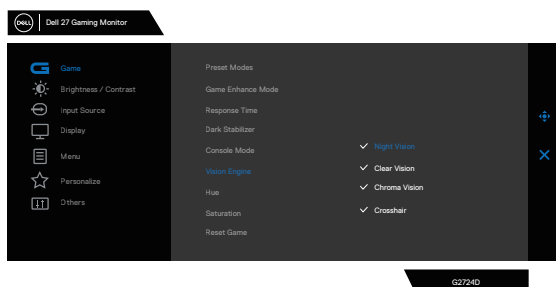 DELL
Dell 27 Gaming Monitor
Game
Brightness / Contrast
Input Source
Display
Menu
Personalize
Others
Preset Modes
Game Enhance Mode
Response Time
Dark Stabilizer
Console Mode
Vision Engine
Hue
Saturation
Reset Game
Night Vision
Clear Vision
Chroma Vision
Crosshair
G2724D